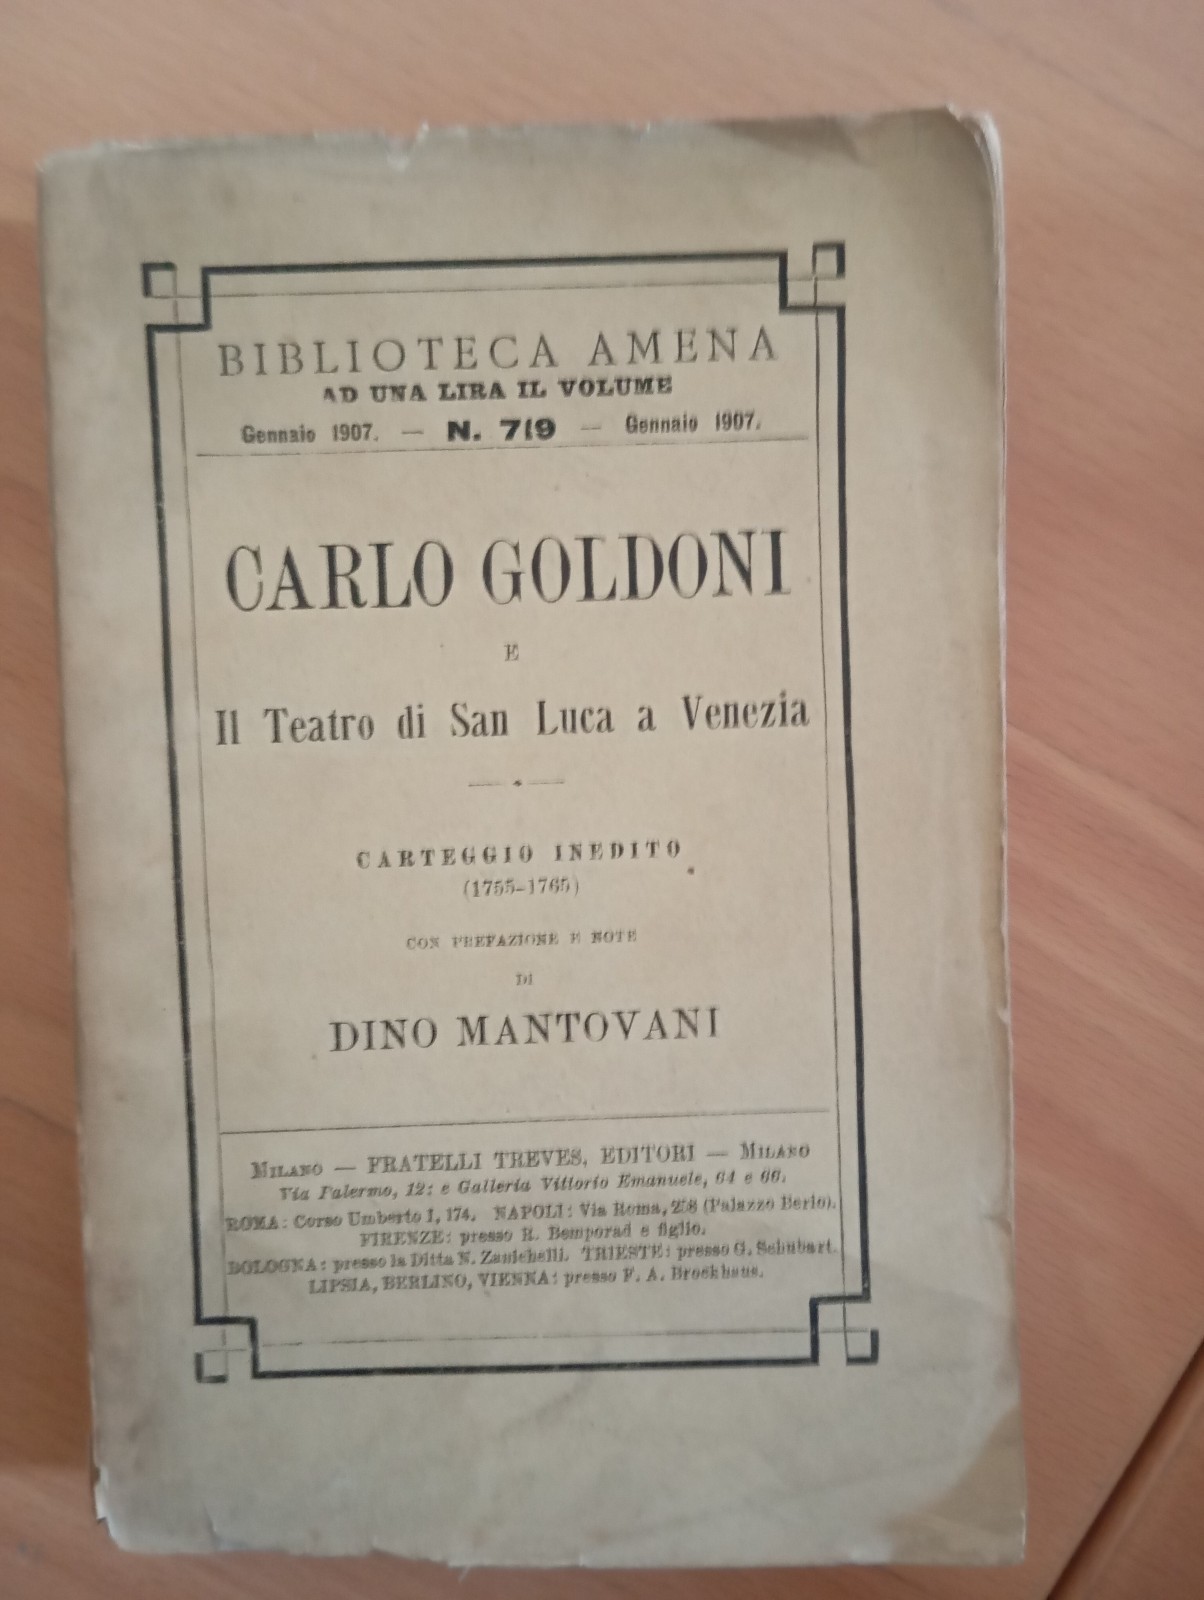 BIBLIOTECA AMENA
AD UNA LIRA IL VOLUME
Gennaio 1907. — N. 719 — Gennaio 1907.
CARLO GOLDONI
E
Il Teatro di San Luca a Venezia
CARTEGGIO INEDITO
(1755-1765)
CON PREFAZIONE E NOTE
DI
DINO MANTOVANI
MILANO — FRATELLI TREVES, EDITORI — MILANO
Via Palermo, 12; e Galleria Vittorio Emanuele, 64 e 66.
ROMA: Corso Umberto I, 174. NAPOLI: Via Roma, 258 (Palazzo Berio).
FIRENZE: presso R. Bemporad e figlio.
BOLOGNA: presso la Ditta N. Zanichelli. TRIESTE: presso G. Schubart.
LIPSIA, BERLINO, VIENNA: presso F. A. Brockhaus.